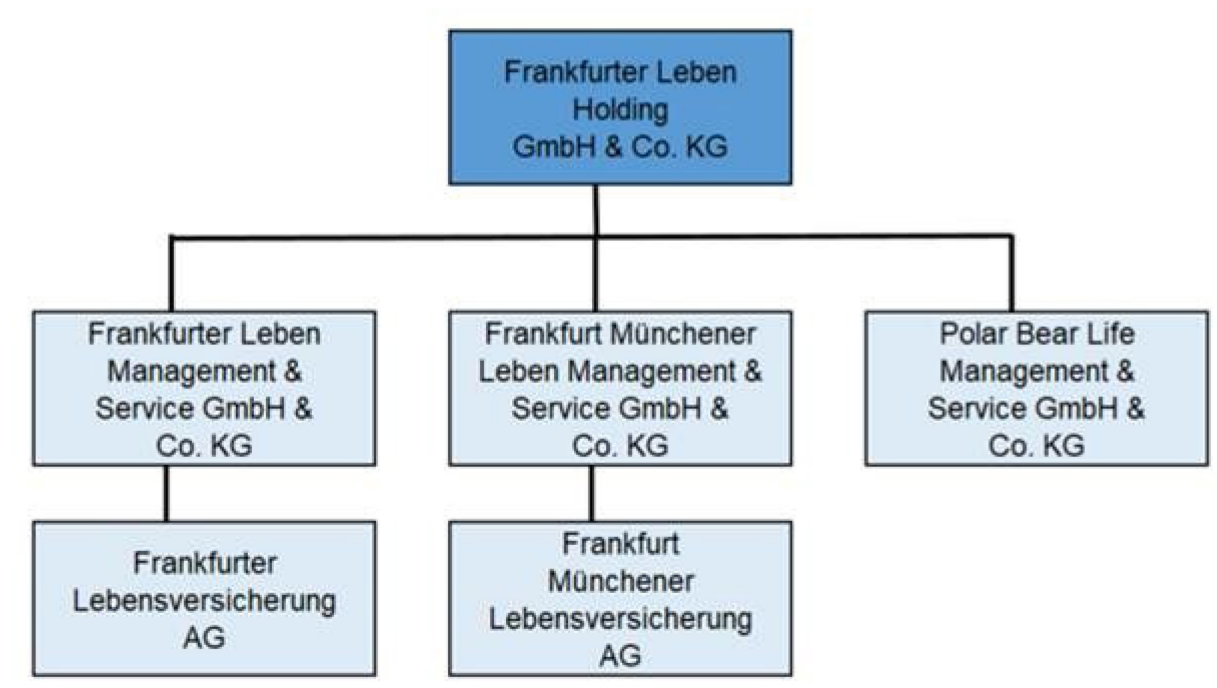 Frankfurter Leben
Holding
GmbH & Co. KG
Frankfurter Leben
Management &
Service GmbH &
Co. KG
Frankfurt Münchener
Leben Management &
Service GmbH &
Co. KG
Polar Bear Life
Management &
Service GmbH &
Co. KG
Frankfurter
Lebensversicherung
AG
Frankfurt
Münchener
Lebensversicherung
AG